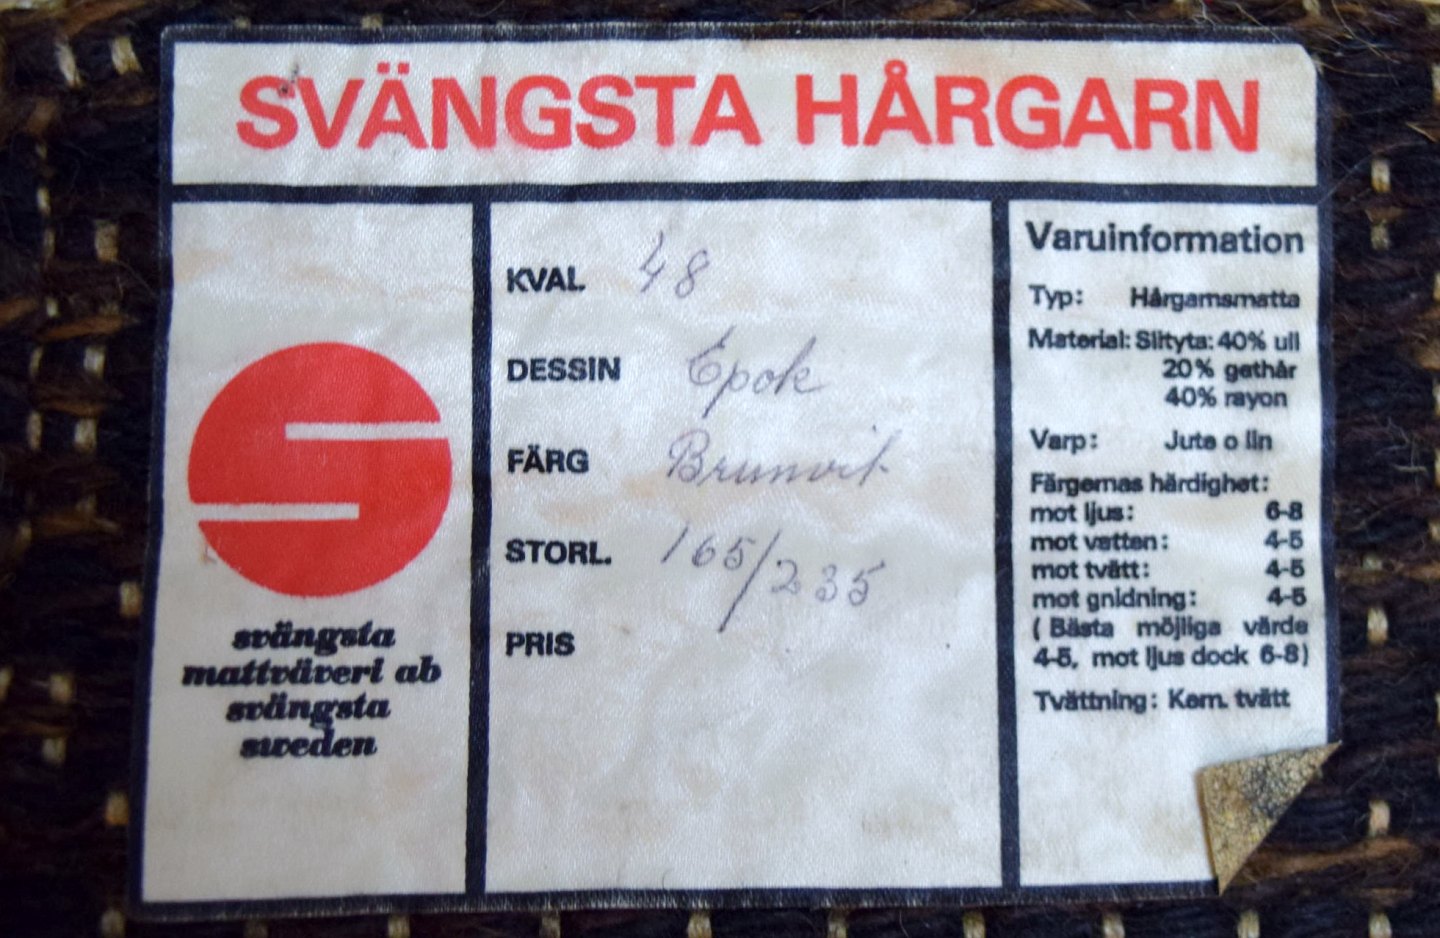 SVÄNGSTA HÅRGARN
svängsta
mattväveri ab
svängsta
sweden
KVAL. 48
DESSIN Epok
FÄRG Brunvit
STORL. 165/235
PRIS
Varuinformation
Typ: Hårgarnsmatta
Material: Slityta: 40% ull
20% gethår
40% rayon
Varp: Jute o lin
Färgernas härdighet:
mot ljus: 6-8
mot vatten: 4-5
mot tvätt: 4-5
mot gnidning: 4-5
(Bästa möjliga värde
4-5, mot ljus dock 6-8)
Tvättning: Kem. tvätt